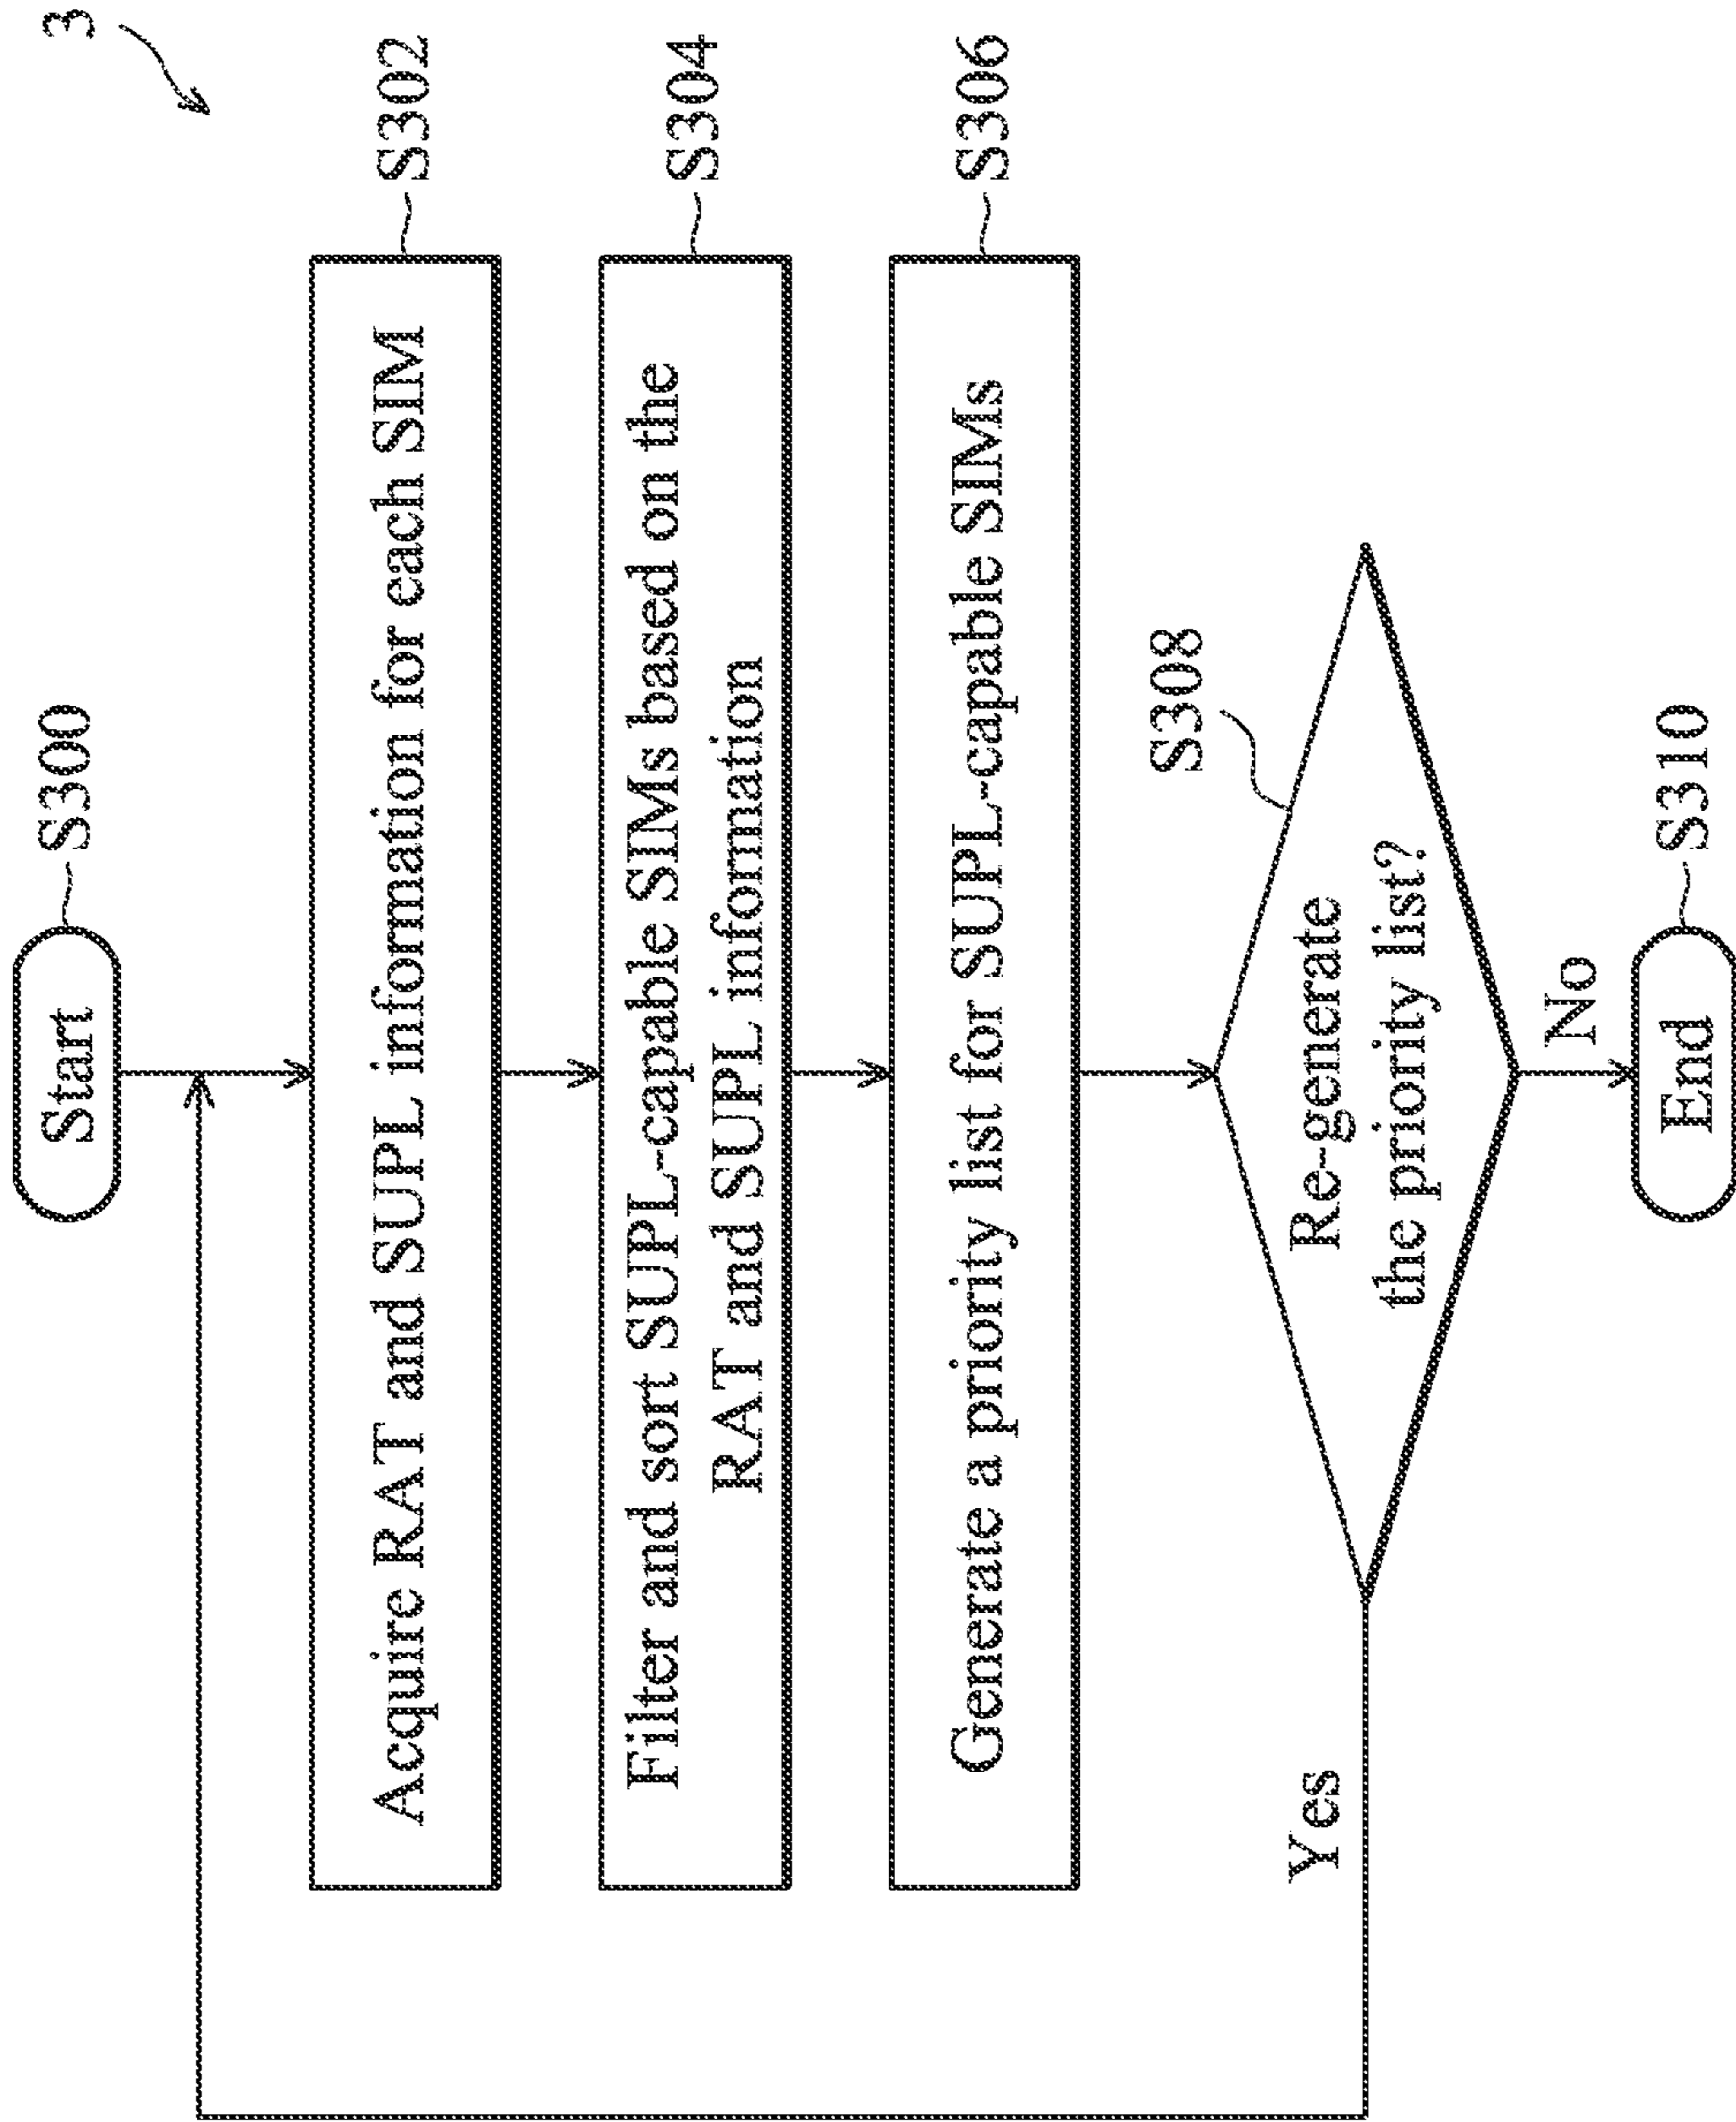 3
Start
S300
Acquire RAT and SUPL information for each SIM
S302
Filter and sort SUPL-capable SIMs based on the
RAT and SUPL information
S304
Generate a priority list for SUPL-capable SIMs
S306
S308
Re-generate
the priority list?
Yes
No
End
S310